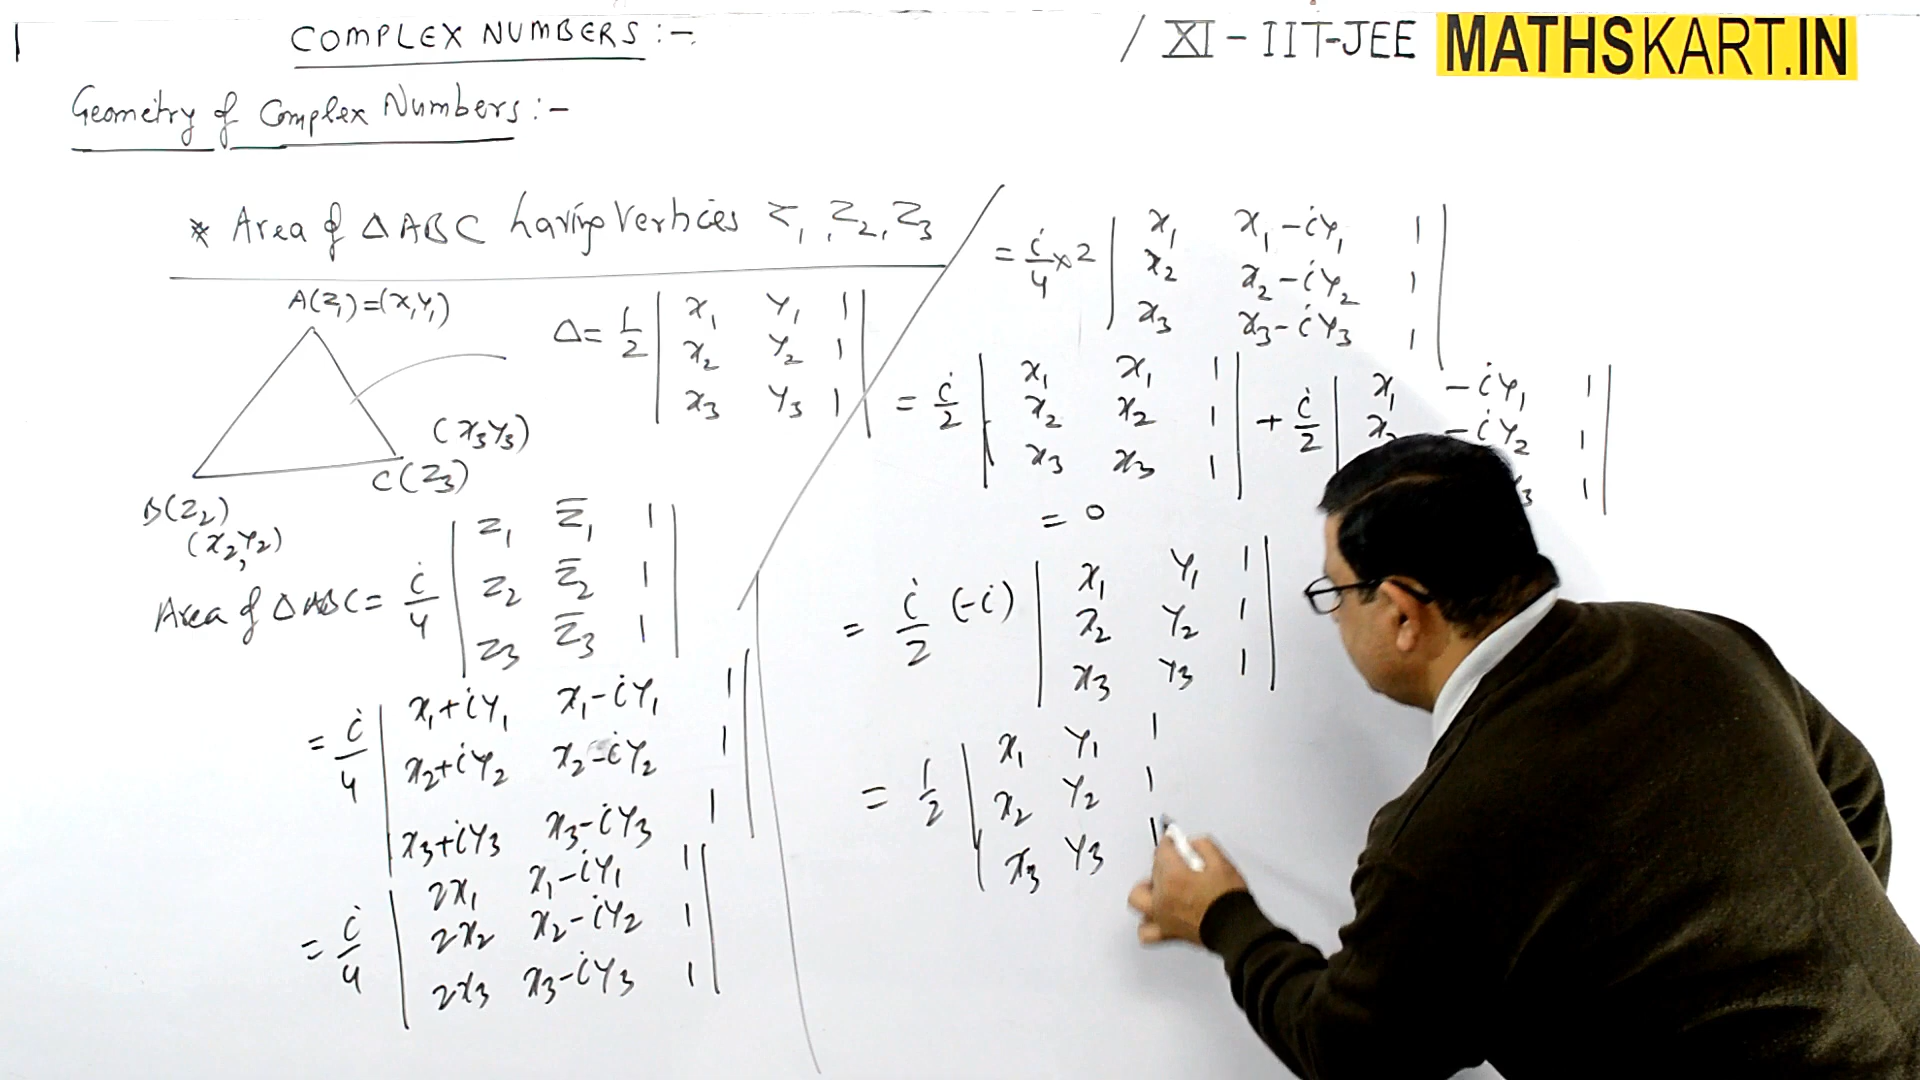 COMPLEX NUMBERS :-
/ XI - IIT-JEE MATHSKART.IN
Geometry of Complex Numbers :-
* Area of △ ABC having Vertices Z₁, Z₂, Z₃
A(Z₁)=(X,Y₁)
B(Z₂)
(X₂,Y₂)
(X₃Y₃)
C(Z₃)
Δ = 1/2 | x₁ y₁ 1 |
| x₂ y₂ 1 |
| x₃ y₃ 1 |
Area of △ ABC = i/4 | z₁ z̅₁ 1 |
| z₂ z̅₂ 1 |
| z₃ z̅₃ 1 |
= i/4 | x₁+iy₁ x₁-iy₁ 1 |
| x₂+iy₂ x₂-iy₂ 1 |
| x₃+iy₃ x₃-iy₃ 1 |
= i/4 | 2x₁ x₁-iy₁ 1 |
| 2x₂ x₂-iy₂ 1 |
| 2x₃ x₃-iy₃ 1 |
= i/4 x 2 | x₁ x₁-iy₁ 1 |
| x₂ x₂-iy₂ 1 |
| x₃ x₃-iy₃ 1 |
= i/2 | x₁ x₁ 1 | + i/2 | x₁ -iy₁ 1 |
| x₂ x₂ 1 | | x₂ -iy₂ 1 |
| x₃ x₃ 1 | 1 |
= 0
= i/2 (-i) | x₁ y₁ 1 |
| x₂ y₂ 1 |
| x₃ y₃ 1 |
= 1/2 | x₁ y₁ 1
| x₂ y₂ 1
| x₃ y₃ 1